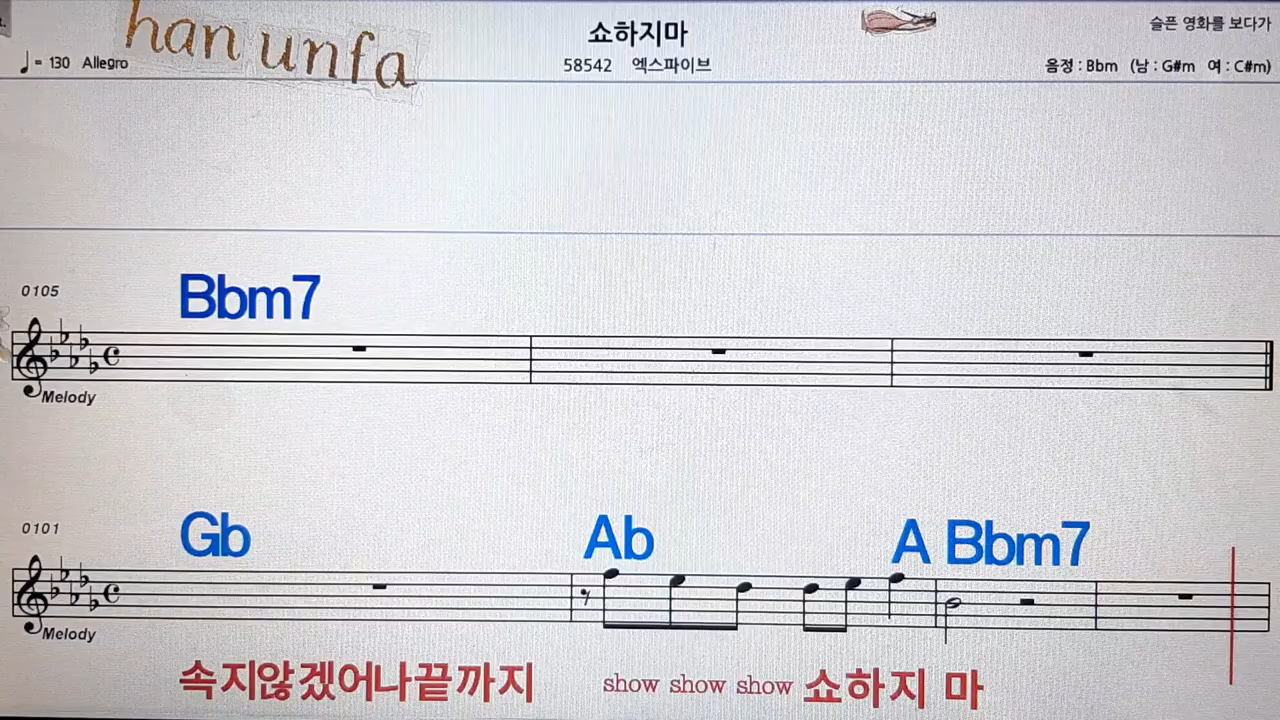 han unfa
쇼하지마
슬픈 영화를 보다가
♩= 130 Allegro
58542 엑스파이브
음정 : Bbm (남 : G#m 여 : C#m)
0105
Bbm7
Melody
0101
Gb Ab A Bbm7
Melody
속지않겠어나끝까지 show show show 쇼하지 마